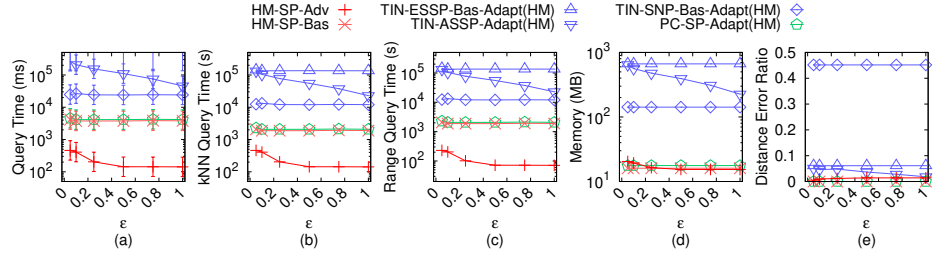 HM-SP-Adv TIN-ESSP-Bas-Adapt(HM) TIN-SNP-Bas-Adapt(HM)
HM-SP-Bas TIN-ASSP-Adapt(HM) PC-SP-Adapt(HM)
Query Time (ms)
10^5
10^4
10^3
10^2
0 0.2 0.4 0.6 0.8 1
ε
(a)
kNN Query Time (s)
10^5
10^4
10^3
10^2
0 0.2 0.4 0.6 0.8 1
ε
(b)
Range Query Time (s)
10^5
10^4
10^3
10^2
0 0.2 0.4 0.6 0.8 1
ε
(c)
Memory (MB)
10^3
10^2
10^1
0 0.2 0.4 0.6 0.8 1
ε
(d)
Distance Error Ratio
0.5
0.4
0.3
0.2
0.1
0
0 0.2 0.4 0.6 0.8 1
ε
(e)